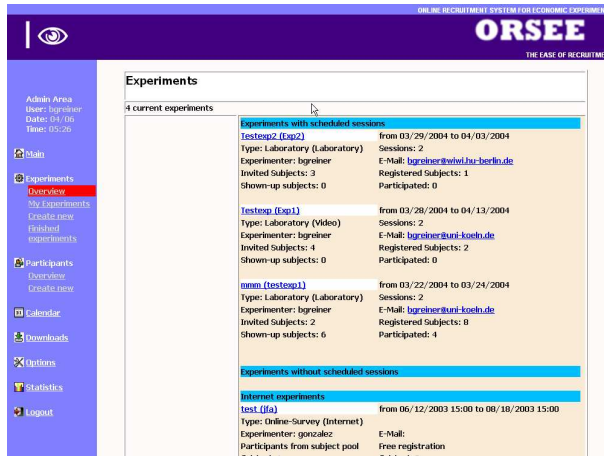 ONLINE RECRUITMENT SYSTEM FOR ECONOMIC EXPERIMEN
ORSEE
THE EASE OF RECRUITME
Admin Area
User: bgreiner
Date: 04/06
Time: 05:26
Main
Experiments
Overview
My Experiments
Create new
Finished
experiments
Participants
Overview
Create new
Calendar
Downloads
Options
Statistics
Logout
Experiments
4 current experiments
Experiments with scheduled sessions
Testexp2 (Exp2) from 03/29/2004 to 04/03/2004
Type: Laboratory (Laboratory) Sessions: 2
Experimenter: bgreiner E-Mail: bgreiner@wiwi.hu-berlin.de
Invited Subjects: 3 Registered Subjects: 1
Shown-up subjects: 0 Participated: 0
Testexp (Exp1) from 03/28/2004 to 04/13/2004
Type: Laboratory (Video) Sessions: 2
Experimenter: bgreiner E-Mail: bgreiner@uni-koeln.de
Invited Subjects: 4 Registered Subjects: 2
Shown-up subjects: 0 Participated: 0
mmm (testexp1) from 03/22/2004 to 03/24/2004
Type: Laboratory (Laboratory) Sessions: 2
Experimenter: bgreiner E-Mail: bgreiner@uni-koeln.de
Invited Subjects: 2 Registered Subjects: 8
Shown-up subjects: 6 Participated: 4
Experiments without scheduled sessions
Internet experiments
test (jfa) from 06/12/2003 15:00 to 08/18/2003 15:00
Type: Online-Survey (Internet)
Experimenter: gonzalez E-Mail:
Participants from subject pool Free registration